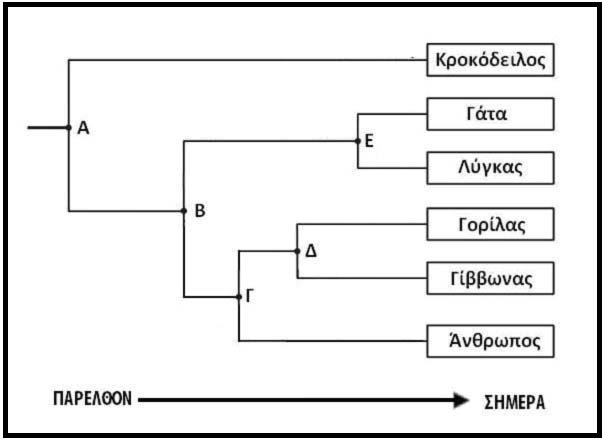 Κροκόδειλος
Γάτα
Α
Ε
Λύγκας
Β
Γορίλας
Δ
Γίββωνας
Γ
Άνθρωπος
ΠΑΡΕΛΘΟΝ
ΣΗΜΕΡΑ